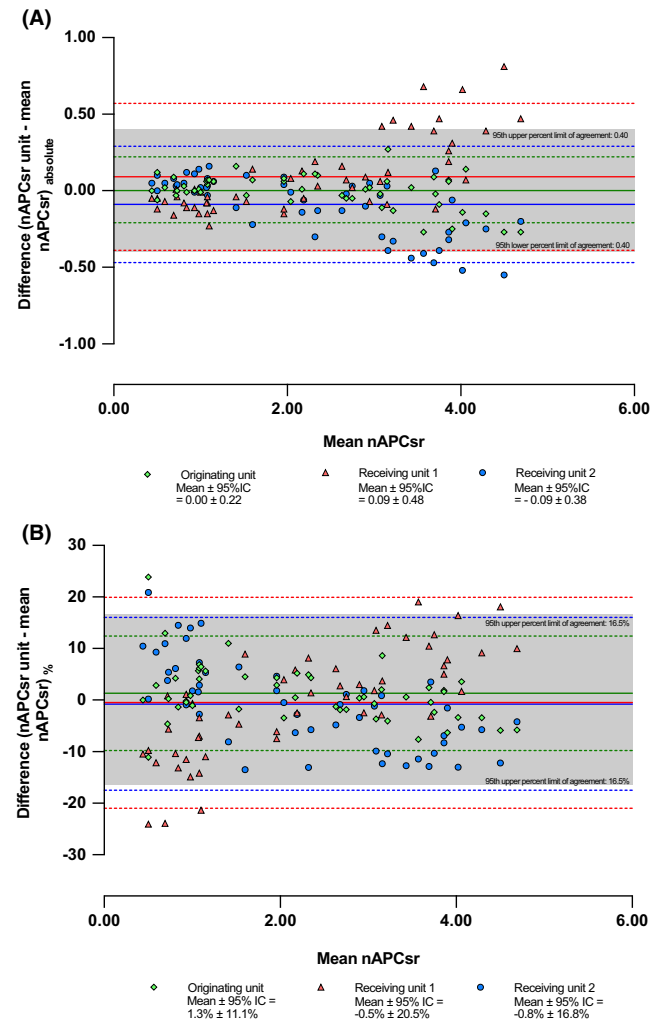 (A)
1.00
0.50
0.00
-0.50
-1.00
Difference (nAPCsr unit - mean
nAPCsr) absolute
95th upper percent limit of agreement: 0.40
95th lower percent limit of agreement: 0.40
0.00 2.00 4.00 6.00
Mean nAPCsr
Originating unit
Mean ± 95%IC
= 0.00 ± 0.22
Receiving unit 1
Mean ± 95%IC
= 0.09 ± 0.48
Receiving unit 2
Mean ± 95%IC
= - 0.09 ± 0.38
(B)
30
20
10
0
-10
-20
-30
Difference (nAPCsr unit - mean
nAPCsr) %
95th upper percent limit of agreement: 16.5%
95th upper percent limit of agreement: 16.5%
0.00 2.00 4.00 6.00
Mean nAPCsr
Originating unit
Mean ± 95% IC =
1.3% ± 11.1%
Receiving unit 1
Mean ± 95% IC =
-0.5% ± 20.5%
Receiving unit 2
Mean ± 95% IC =
-0.8% ± 16.8%